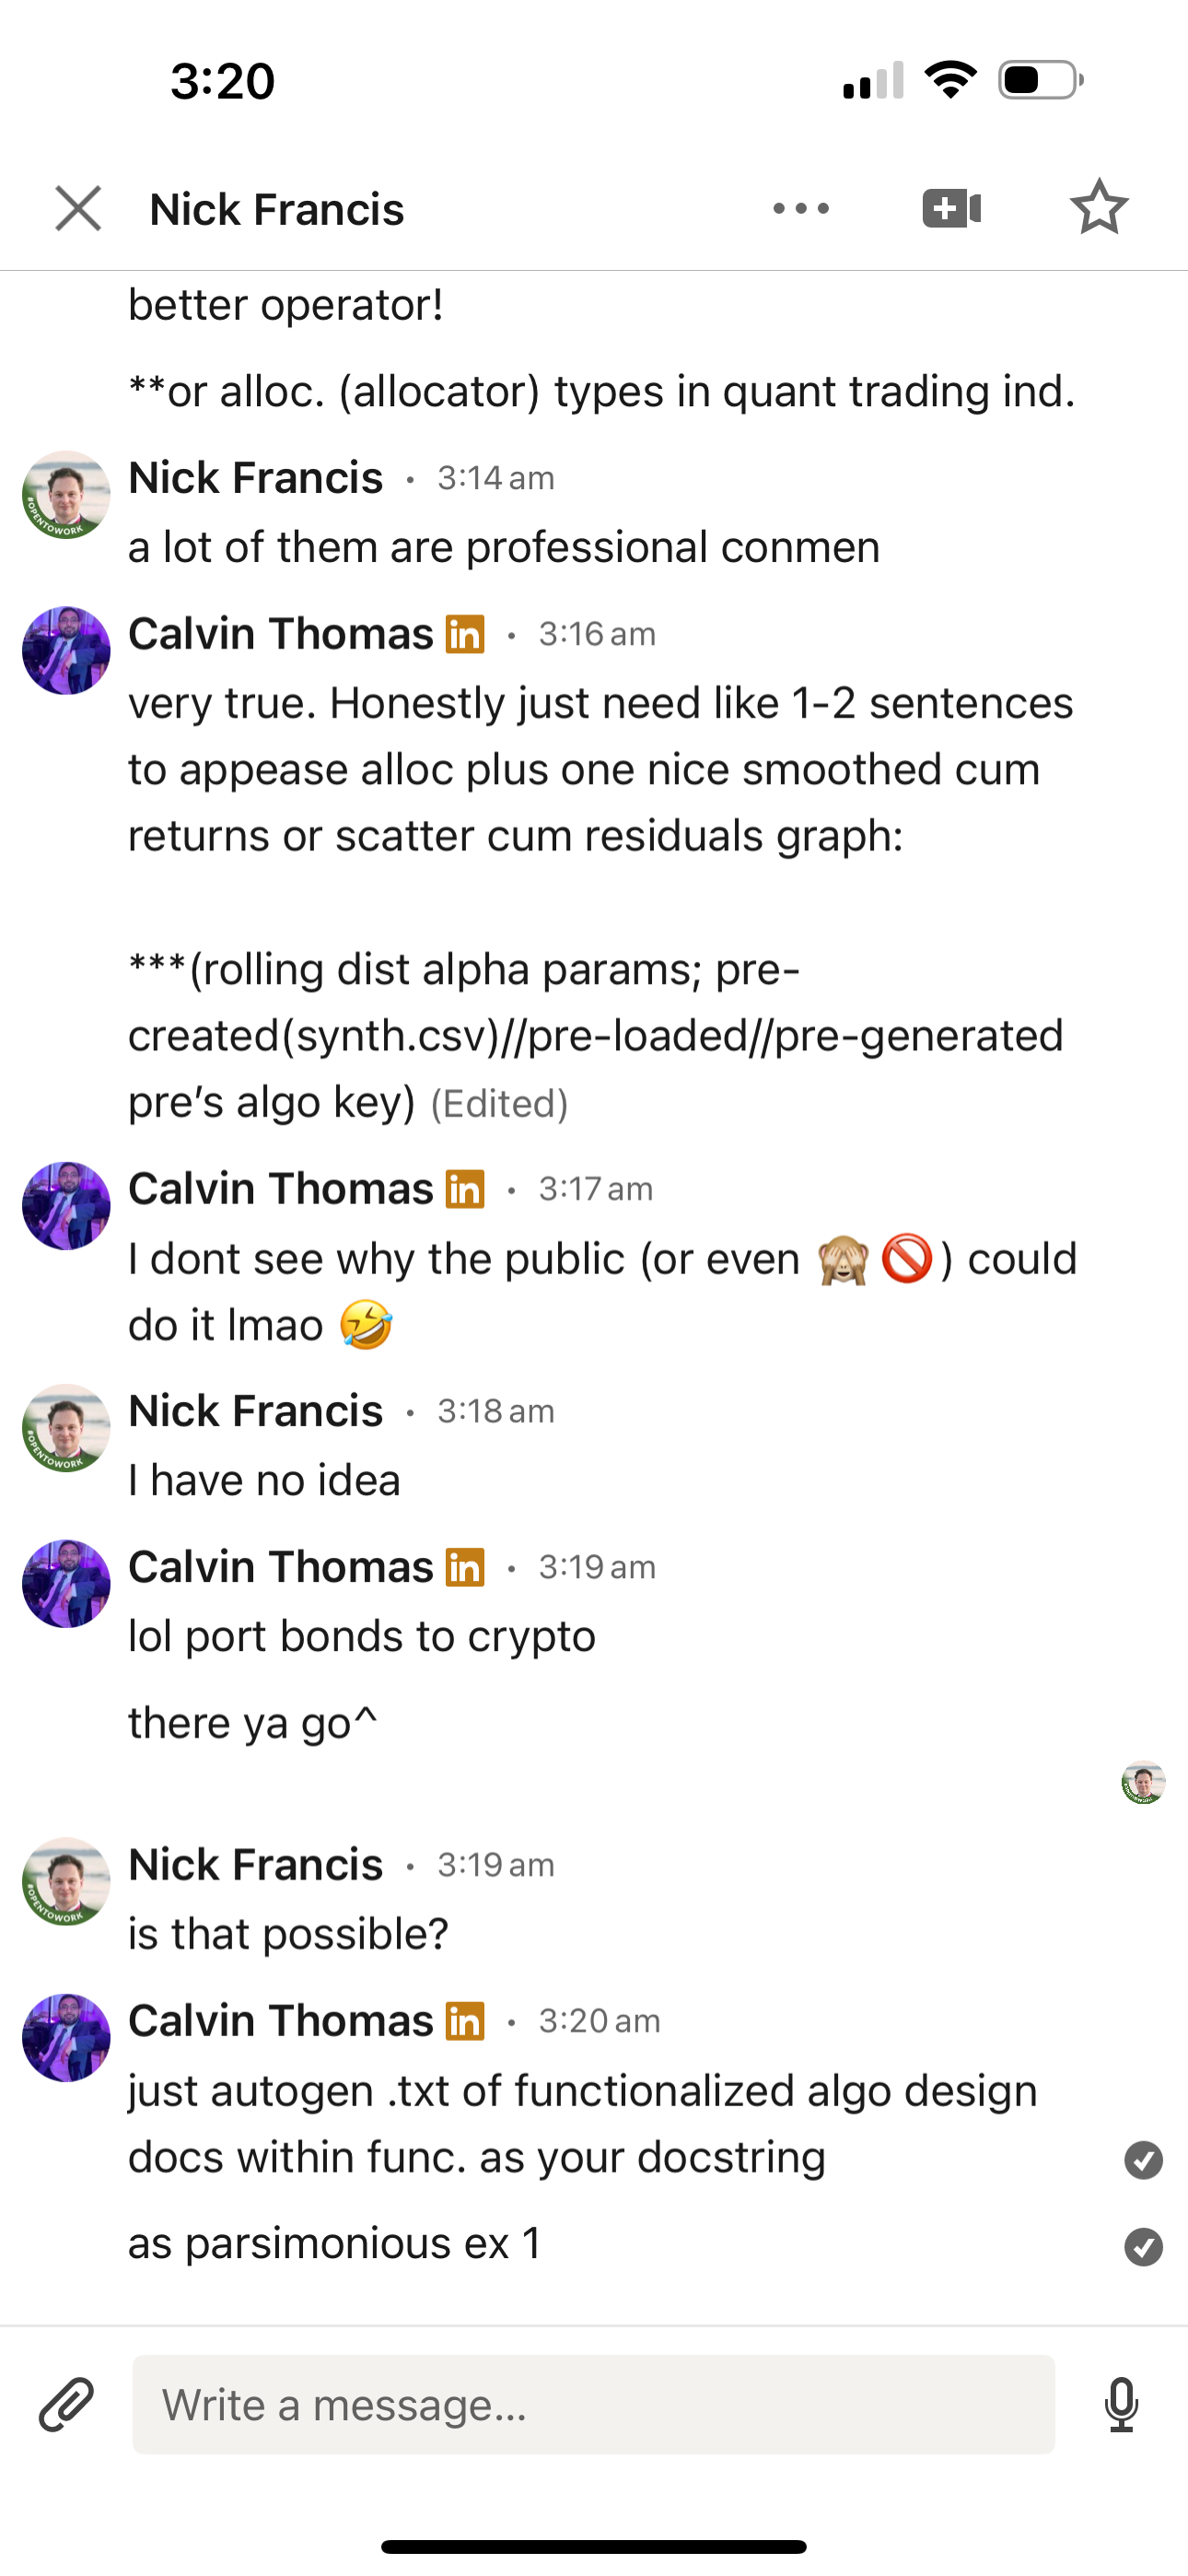 3:20
Nick Francis
better operator!
**or alloc. (allocator) types in quant trading ind.
Nick Francis • 3:14 am
a lot of them are professional conmen
Calvin Thomas in • 3:16 am
very true. Honestly just need like 1-2 sentences
to appease alloc plus one nice smoothed cum
returns or scatter cum residuals graph:
***(rolling dist alpha params; pre-
created(synth.csv)//pre-loaded//pre-generated
pre’s algo key) (Edited)
Calvin Thomas in • 3:17 am
I dont see why the public (or even 🙈🚫) could
do it lmao 🤣
Nick Francis • 3:18 am
I have no idea
Calvin Thomas in • 3:19 am
lol port bonds to crypto
there ya go^
Nick Francis • 3:19 am
is that possible?
Calvin Thomas in • 3:20 am
just autogen .txt of functionalized algo design
docs within func. as your docstring
as parsimonious ex 1
Write a message...
#OPENTOWORK
#OPENTOWORK
#OPENTOWORK